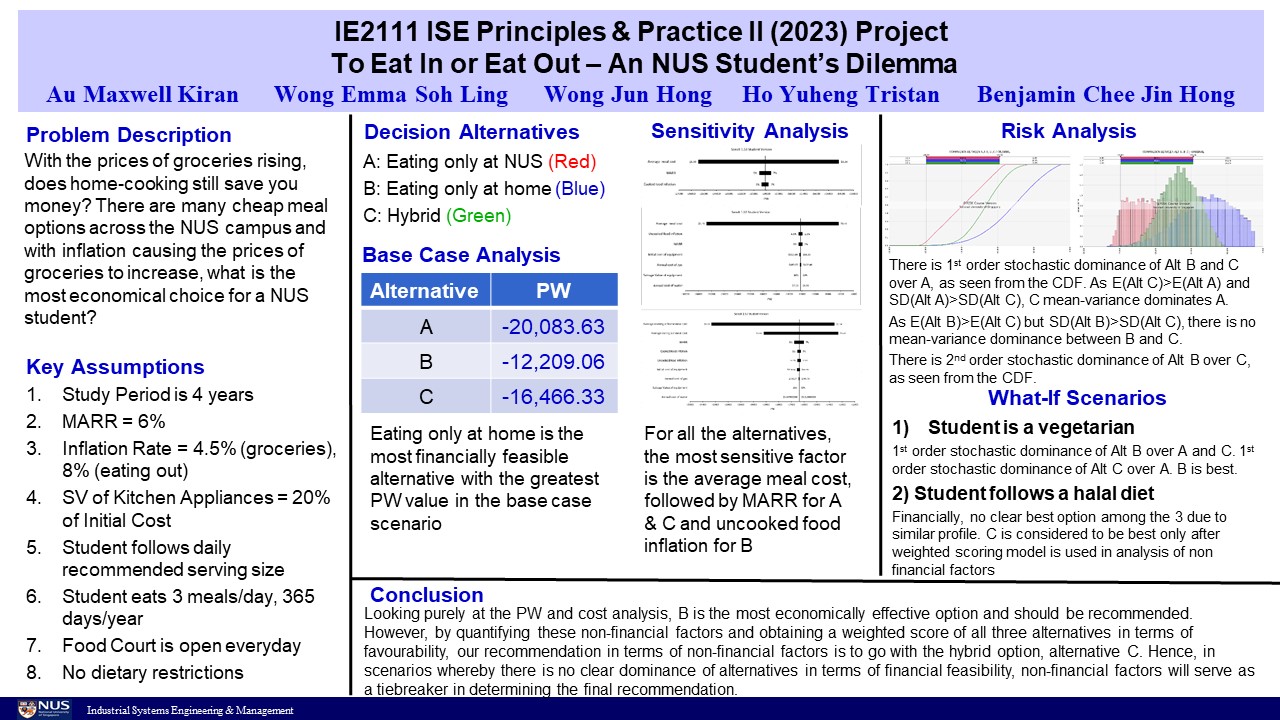 IE2111 ISE Principles & Practice II (2023) Project
To Eat In or Eat Out – An NUS Student's Dilemma
Au Maxwell Kiran Wong Emma Soh Ling Wong Jun Hong Ho Yuheng Tristan Benjamin Chee Jin Hong
Problem Description
With the prices of groceries rising,
does home-cooking still save you
money? There are many cheap meal
options across the NUS campus and
with inflation causing the prices of
groceries to increase, what is the
most economical choice for a NUS
student?
Key Assumptions
1. Study Period is 4 years
2. MARR = 6%
3. Inflation Rate = 4.5% (groceries),
8% (eating out)
4. SV of Kitchen Appliances = 20%
of Initial Cost
5. Student follows daily
recommended serving size
6. Student eats 3 meals/day, 365
days/year
7. Food Court is open everyday
8. No dietary restrictions
Decision Alternatives
A: Eating only at NUS (Red)
B: Eating only at home (Blue)
C: Hybrid (Green)
Base Case Analysis
Alternative PW
A -20,083.63
B -12,209.06
C -16,466.33
Eating only at home is the
most financially feasible
alternative with the greatest
PW value in the base case
scenario
Sensitivity Analysis
For all the alternatives,
the most sensitive factor
is the average meal cost,
followed by MARR for A
& C and uncooked food
inflation for B
Risk Analysis
There is 1st order stochastic dominance of Alt B and C
over A, as seen from the CDF. As E(Alt C)>E(Alt A) and
SD(Alt A)>SD(Alt C), C mean-variance dominates A.
As E(Alt B)>E(Alt C) but SD(Alt B)>SD(Alt C), there is no
mean-variance dominance between B and C.
There is 2nd order stochastic dominance of Alt B over C,
as seen from the CDF.
What-If Scenarios
1) Student is a vegetarian
1st order stochastic dominance of Alt B over A and C. 1st
order stochastic dominance of Alt C over A. B is best.
2) Student follows a halal diet
Financially, no clear best option among the 3 due to
similar profile. C is considered to be best only after
weighted scoring model is used in analysis of non
financial factors
Conclusion
Looking purely at the PW and cost analysis, B is the most economically effective option and should be recommended.
However, by quantifying these non-financial factors and obtaining a weighted score of all three alternatives in terms of
favourability, our recommendation in terms of non-financial factors is to go with the hybrid option, alternative C. Hence, in
scenarios whereby there is no clear dominance of alternatives in terms of financial feasibility, non-financial factors will serve as
a tiebreaker in determining the final recommendation.
NUS
Industrial Systems Engineering & Management